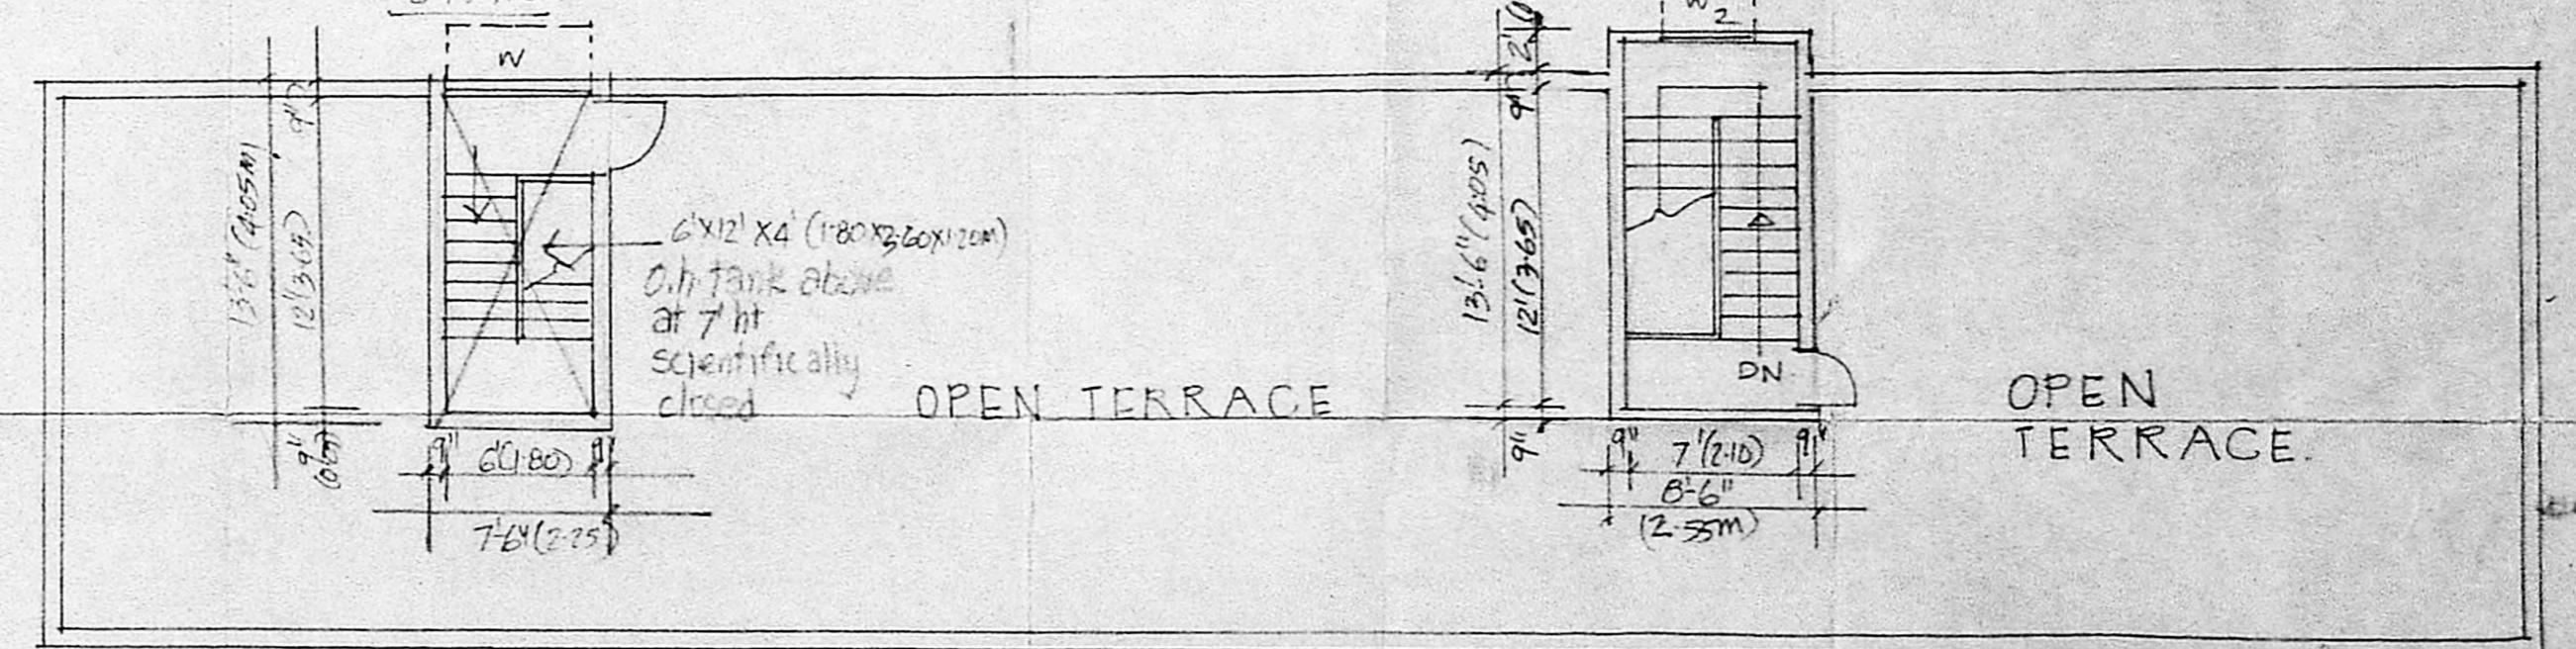 W
W2
2'
9"
9"
13'-6" (4.05M)
12'(3.65)
13'-6" (4.05)
12'(3.65)
6'X12'X4' (1.80X3.60X1.20M)
O.h. tank above
at 7' ht
scientifically
closed
OPEN TERRACE
DN
OPEN
TERRACE.
9"
9" 6'(1.80) 9"
7'-6" (2.25)
9"
9" 7'(2.10) 9"
8'-6"
(2.55M)